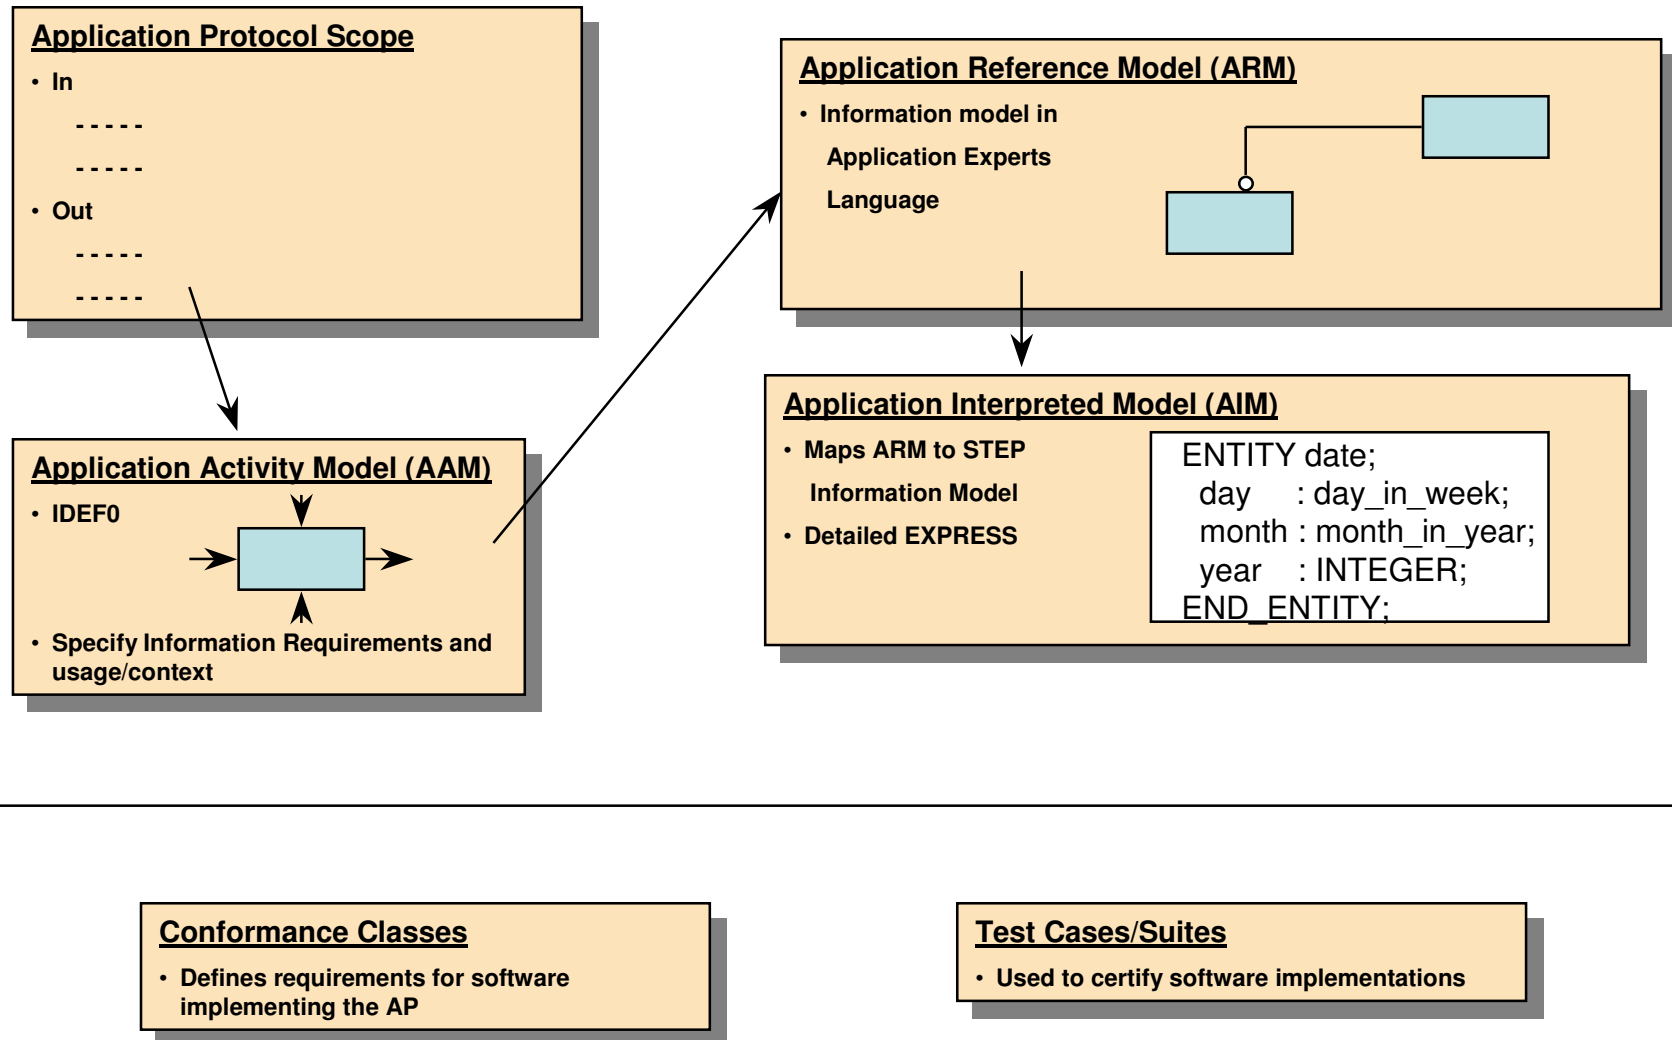 Application Protocol Scope
• In
- - - - -
- - - - -
• Out
- - - - -
- - - - -
Application Activity Model (AAM)
• IDEF0
• Specify Information Requirements and
usage/context
Application Reference Model (ARM)
• Information model in
Application Experts
Language
Application Interpreted Model (AIM)
• Maps ARM to STEP
Information Model
• Detailed EXPRESS
ENTITY date;
day : day_in_week;
month : month_in_year;
year : INTEGER;
END_ENTITY;
Conformance Classes
• Defines requirements for software
implementing the AP
Test Cases/Suites
• Used to certify software implementations